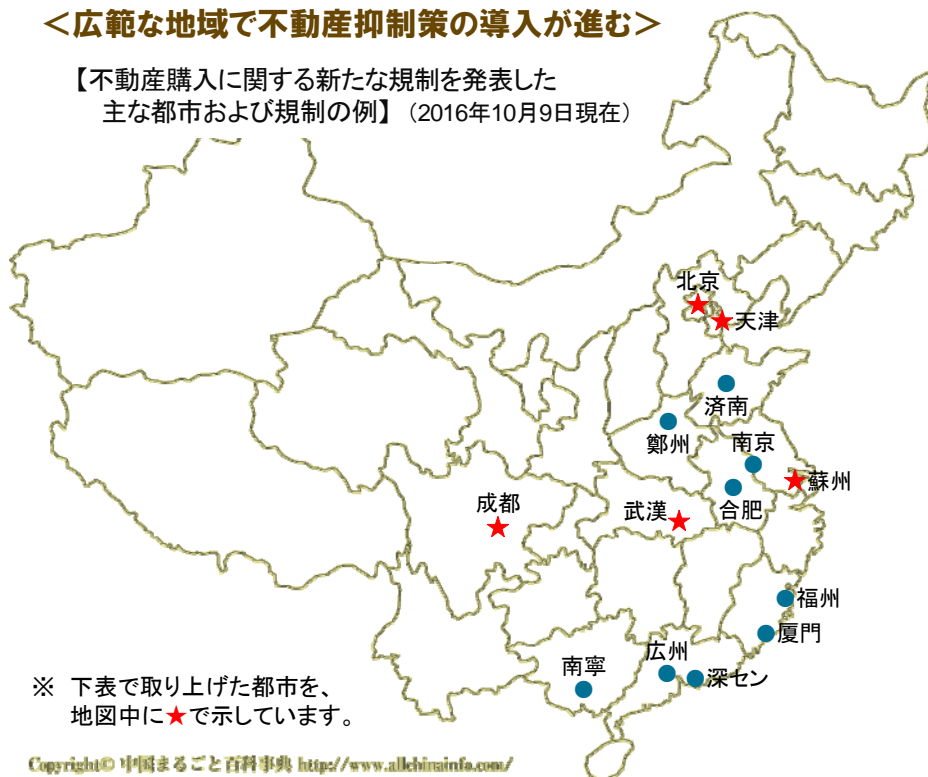 ＜広範な地域で不動産抑制策の導入が進む＞
【不動産購入に関する新たな規制を発表した
主な都市および規制の例】（2016年10月9日現在）
北京
天津
済南
鄭州
南京
蘇州
合肥
成都
武漢
福州
厦門
広州
深セン
南寧
※ 下表で取り上げた都市を、
地図中に★で示しています。
Copyright© 中国まるごと百科事典 http://www.allchinainfo.com/